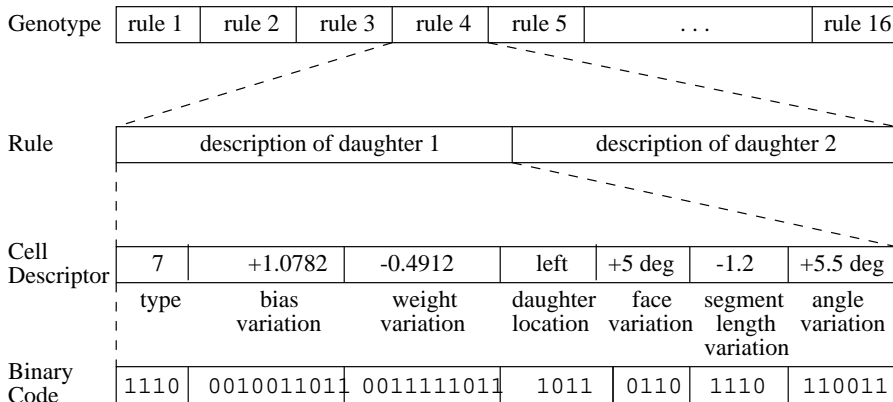 Genotype rule 1 rule 2 rule 3 rule 4 rule 5 . . . rule 16
Rule description of daughter 1 description of daughter 2
Cell
Descriptor 7 +1.0782 -0.4912 left +5 deg -1.2 +5.5 deg
type bias weight daughter face segment angle
variation variation location variation length variation
variation
Binary
Code 1110 0010011011 0011111011 1011 0110 1110 110011